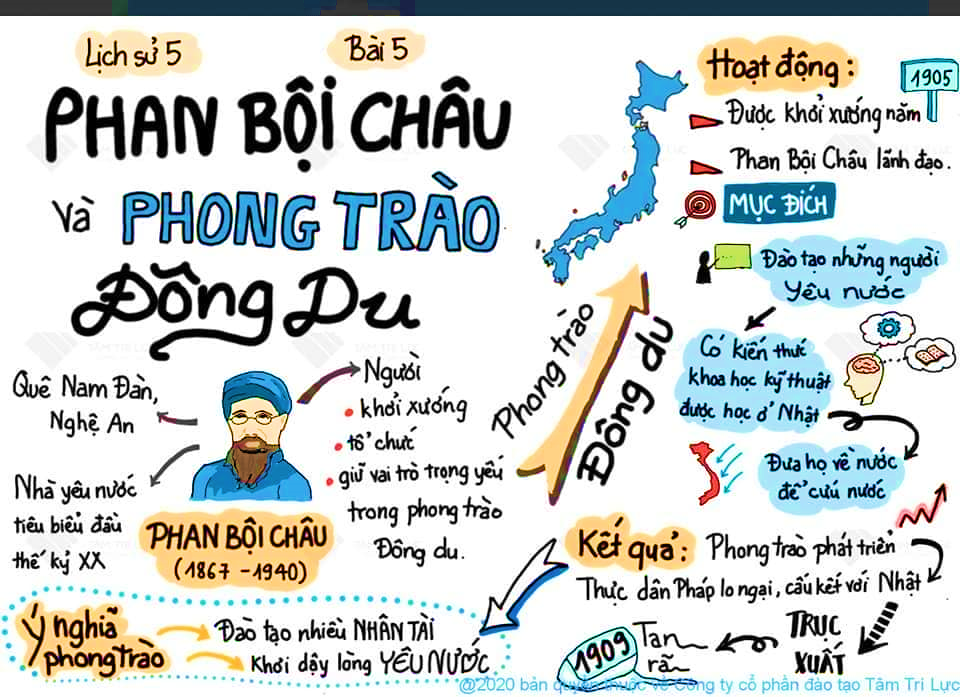 Lịch sử 5
Bài 5
PHAN BỘI CHÂU
và PHONG TRÀO
Đông Du
Quê Nam Đàn,
Nghệ An
Nhà yêu nước
tiêu biểu đầu
thế kỷ XX
PHAN BỘI CHÂU
(1867 - 1940)
Người
khởi xướng
tổ chức
giữ vai trò trọng yếu
trong phong trào
Đông du.
Phong trào
Đông du
Hoạt động:
1905
Được khởi xướng năm
Phan Bội Châu lãnh đạo.
MỤC ĐÍCH
Đào tạo những người
Yêu nước
Có kiến thức
khoa học kỹ thuật
được học ở Nhật
Đưa họ về nước
để cứu nước
Kết quả: Phong trào phát triển
Thực dân Pháp lo ngại, cấu kết với Nhật
TRỤC
XUẤT
Tan
rã
1909
Ý nghĩa
phong trào
Đào tạo nhiều NHÂN TÀI
Khơi dậy lòng YÊU NƯỚC
@2020 bản quyền thuộc về Công ty cổ phần đào tạo Tâm Trí Lực